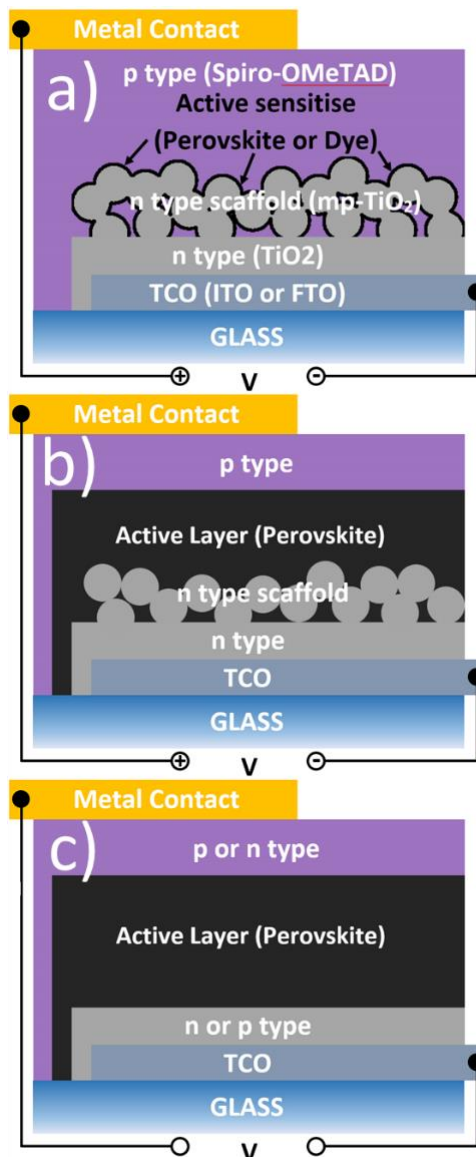 Metal Contact
a)
p type (Spiro-OMeTAD)
Active sensitise
(Perovskite or Dye)
n type scaffold (mp-TiO₂)
n type (TiO2)
TCO (ITO or FTO)
GLASS
+ V -
Metal Contact
b)
p type
Active Layer (Perovskite)
n type scaffold
n type
TCO
GLASS
+ V -
Metal Contact
c)
p or n type
Active Layer (Perovskite)
n or p type
TCO
GLASS
V